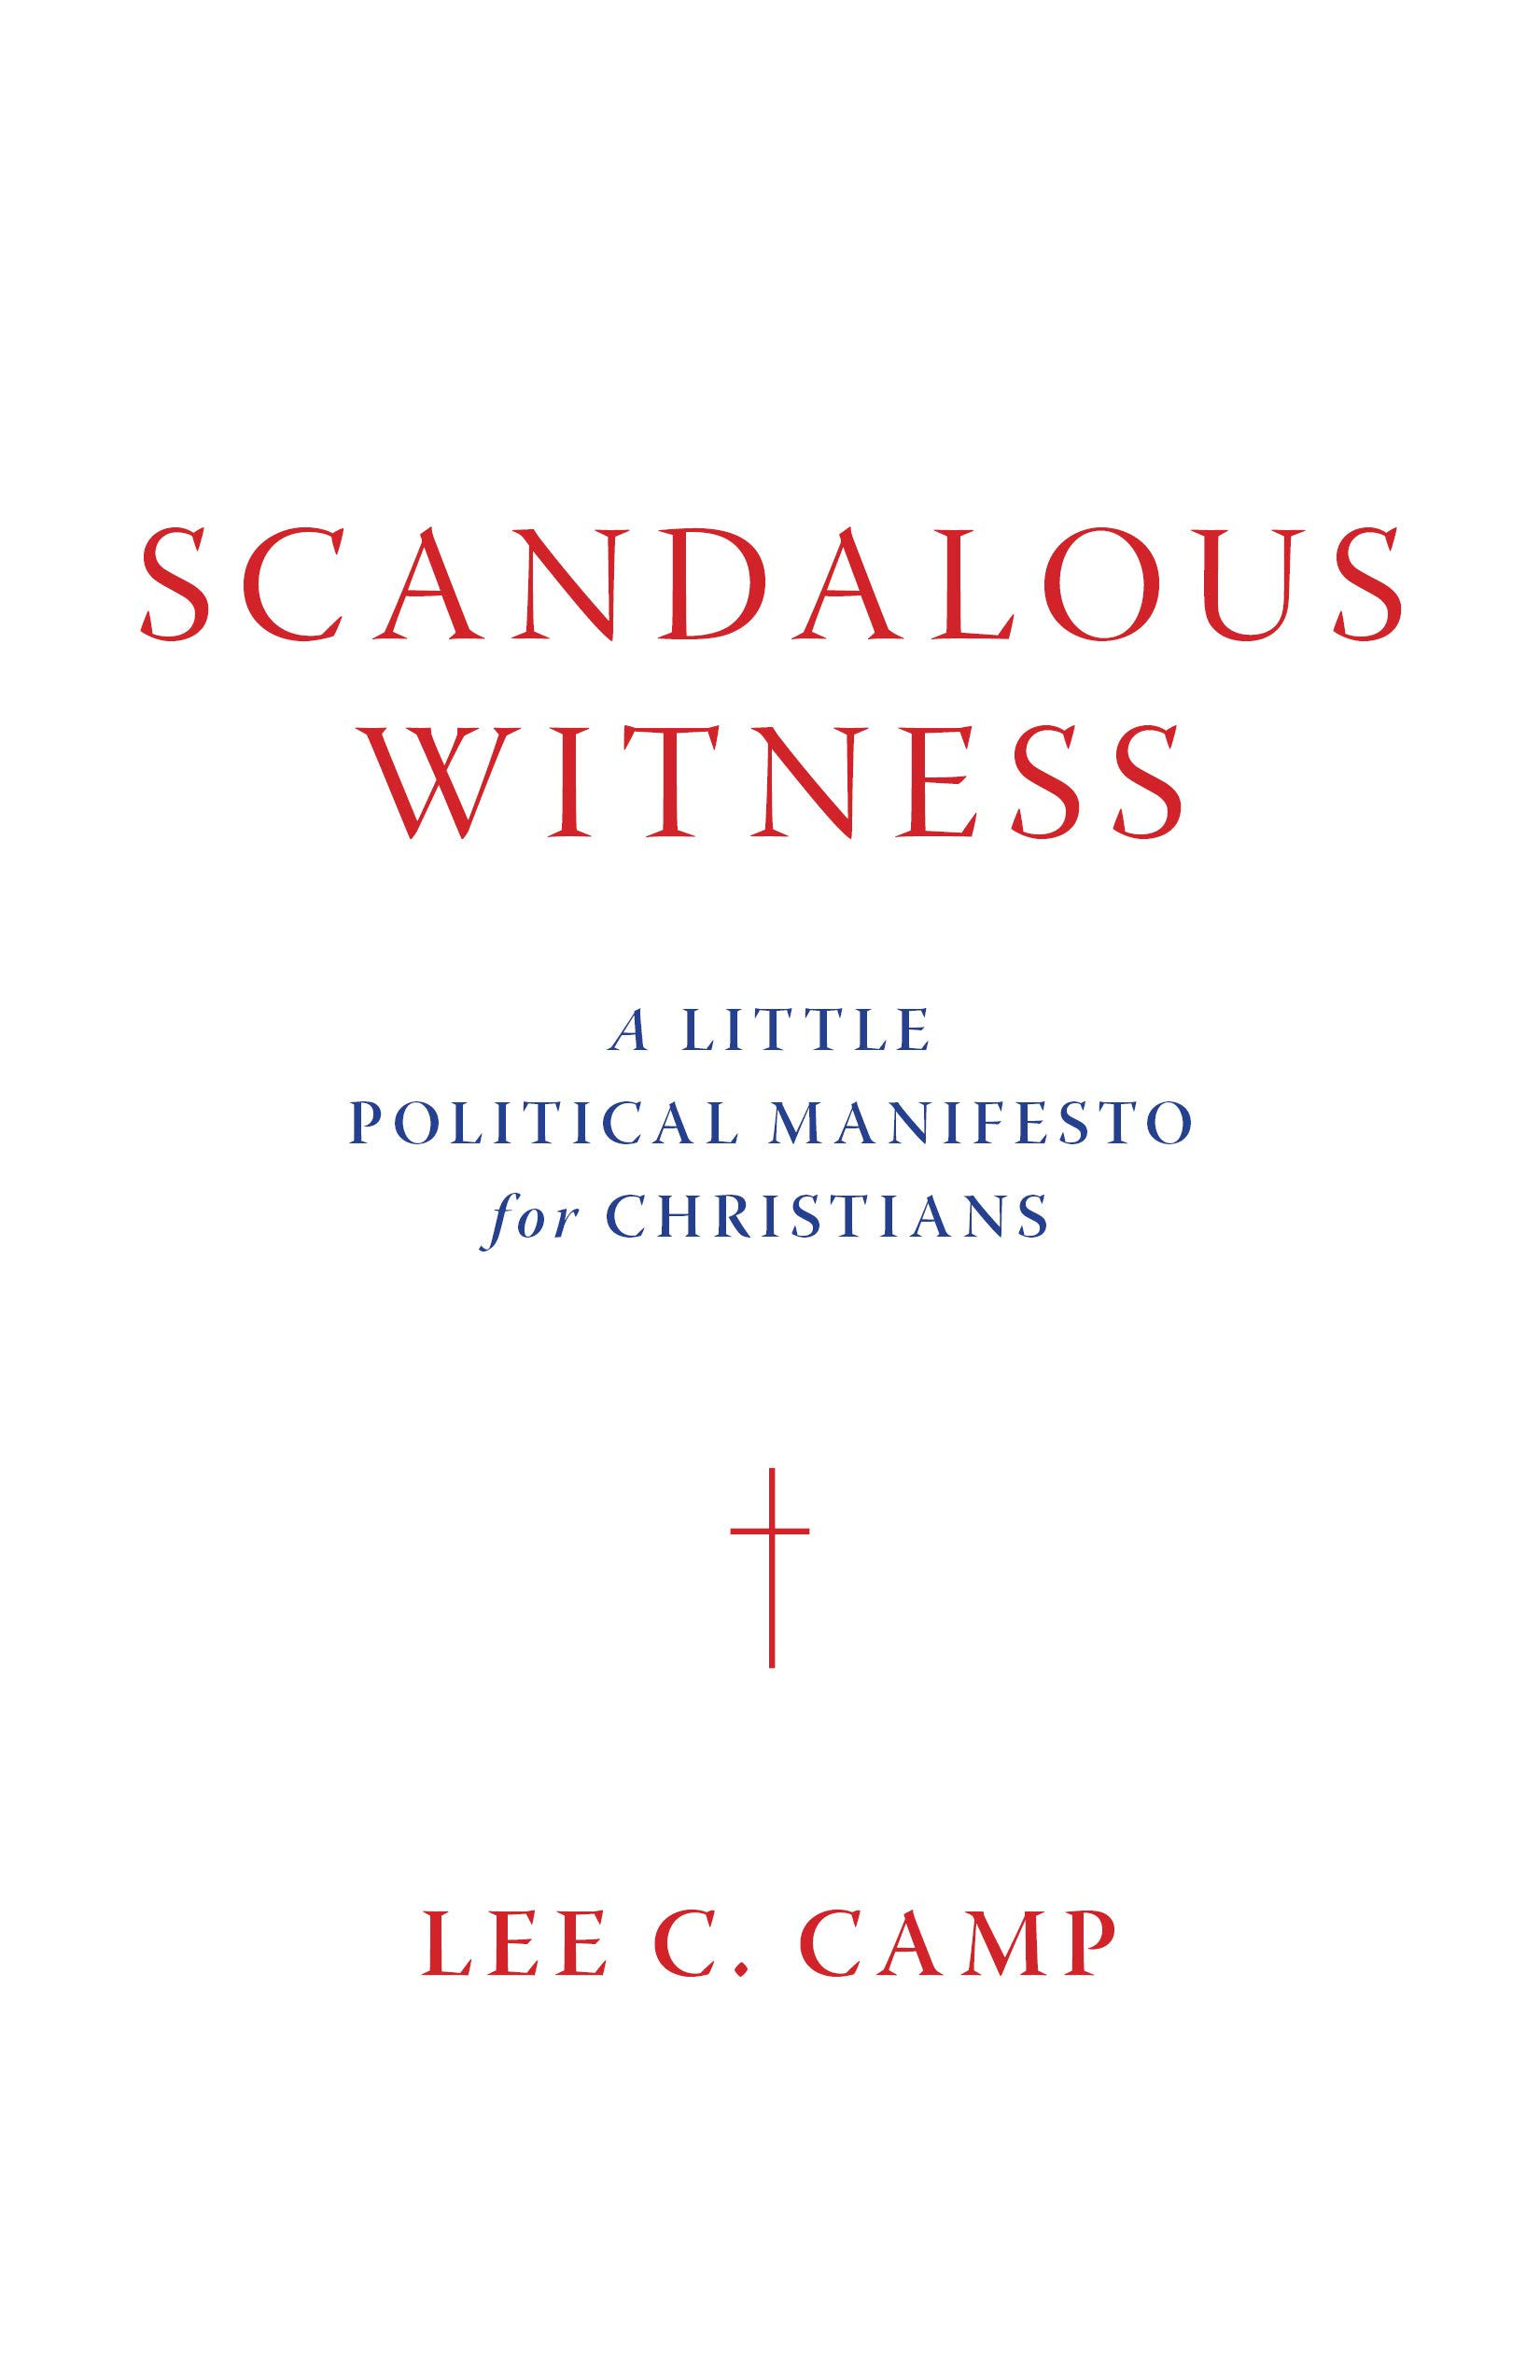 SCANDALOUS
WITNESS
A LITTLE
POLITICAL MANIFESTO
for CHRISTIANS
LEE C. CAMP